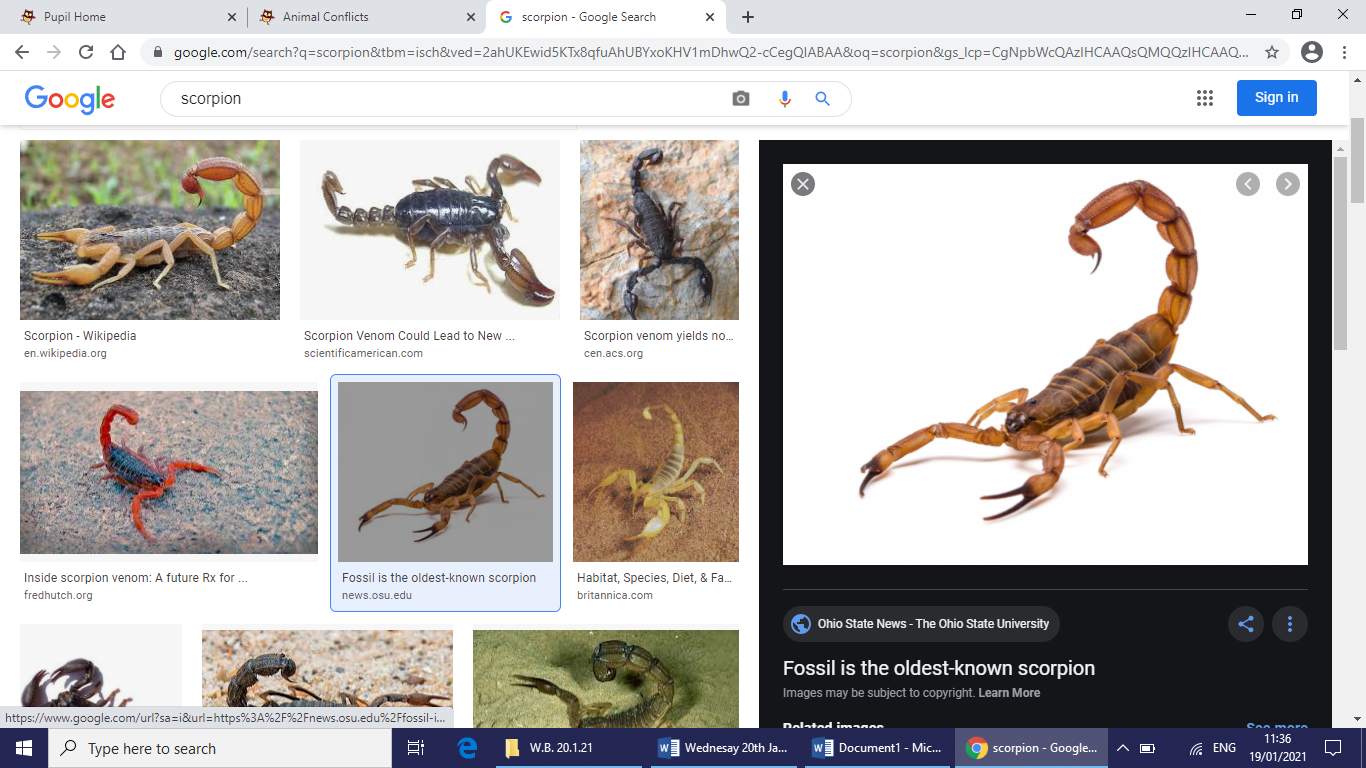 Pupil Home
Animal Conflicts
scorpion - Google Search
google.com/search?q=scorpion&tbm=isch&ved=2ahUKEwid5KTx8qfuAhUBYxoKHV1mDhwQ2-cCegQIABAA&oq=scorpion&gs_lcp=CgNpbWcQAzIHCAAQsQMQQzIHCAAQ...
Google
scorpion
Sign in
Scorpion - Wikipedia
en.wikipedia.org
Scorpion Venom Could Lead to New ...
scientificamerican.com
Scorpion venom yields no...
cen.acs.org
Inside scorpion venom: A future Rx for ...
fredhutch.org
Fossil is the oldest-known scorpion
news.osu.edu
Habitat, Species, Diet, & Fa...
britannica.com
Ohio State News - The Ohio State University
Fossil is the oldest-known scorpion
Images may be subject to copyright. Learn More
Related images
See more
https://www.google.com/url?sa=i&url=https%3A%2F%2Fnews.osu.edu%2Ffossil-i...
Type here to search
W.B. 20.1.21
Wednesay 20th Ja...
Document1 - Mic...
scorpion - Google...
ENG
11:36
19/01/2021